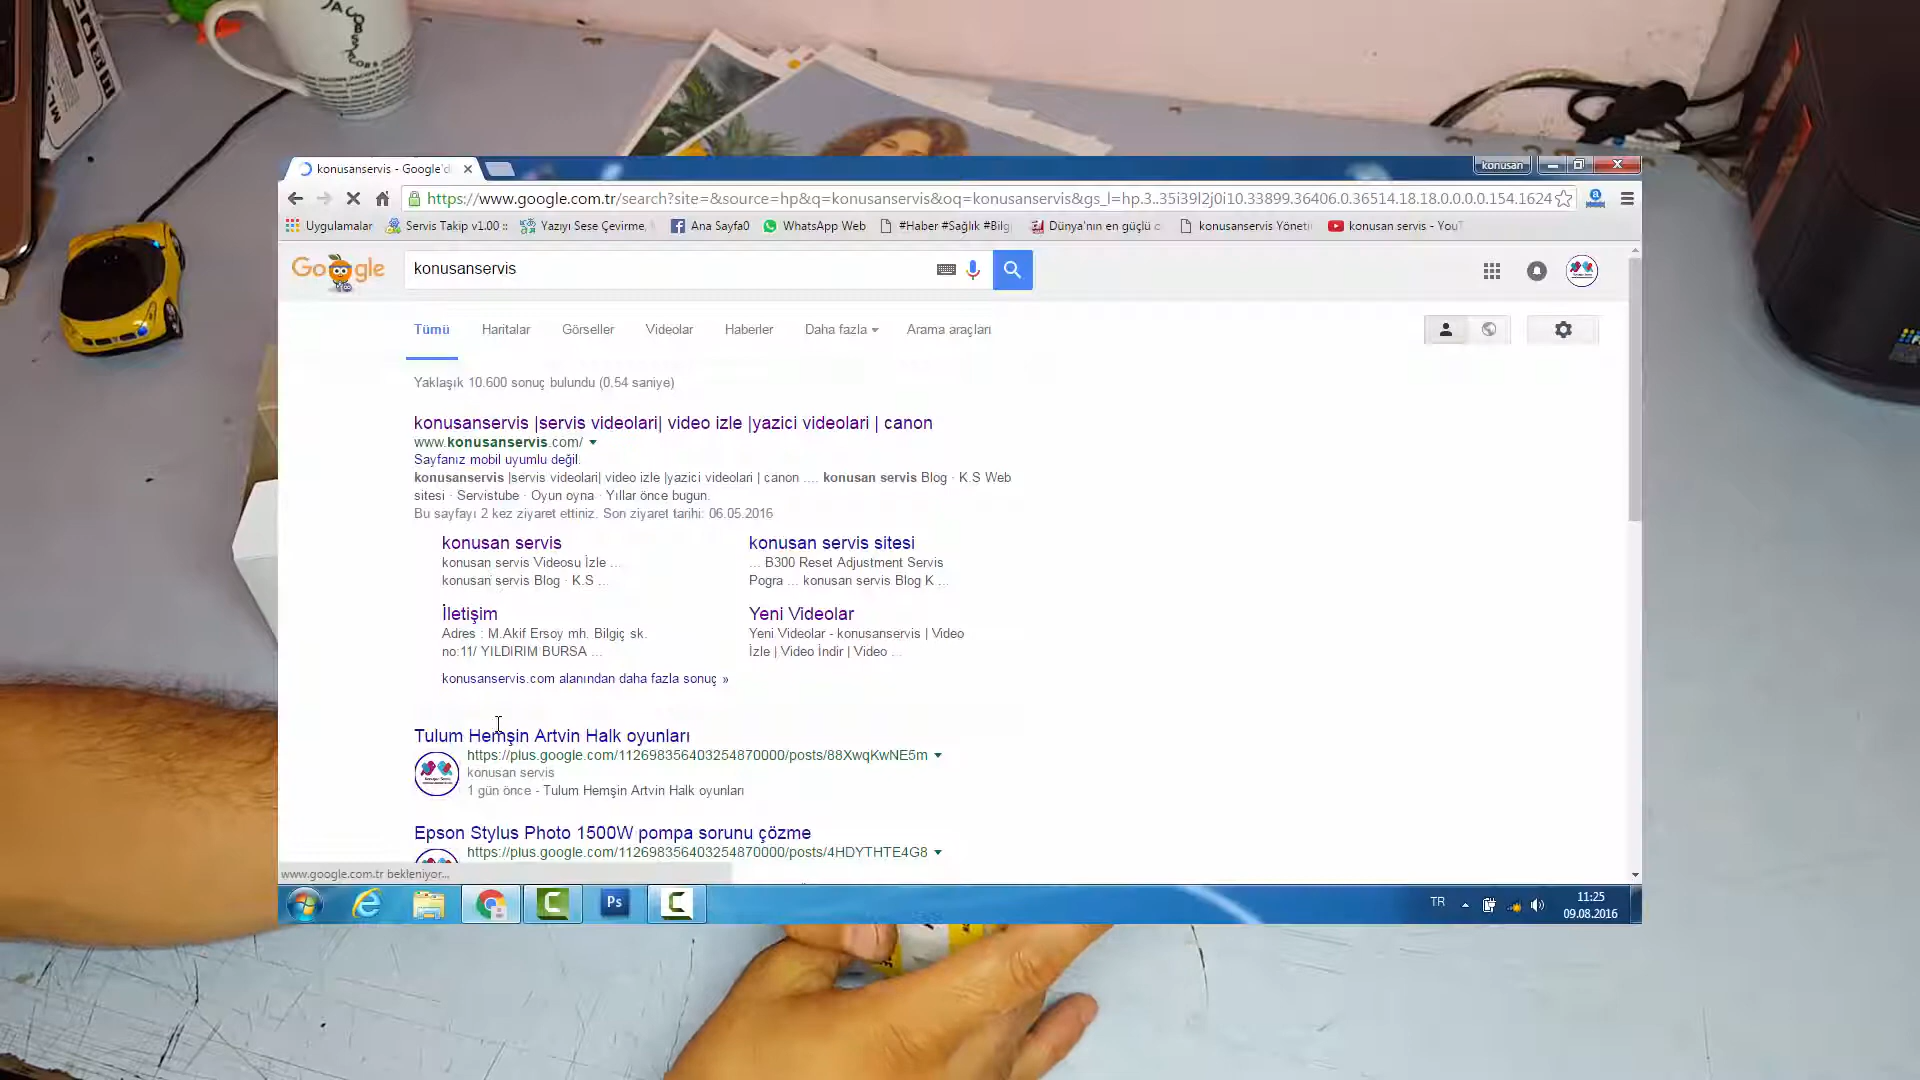 JACOBS
ML
konusanservis - Google'd
konusan
https://www.google.com.tr/search?site=&source=hp&q=konusanservis&oq=konusanservis&gs_l=hp.3..35i39l2j0i10.33899.36406.0.36514.18.18.0.0.0.0.154.1624
Uygulamalar Servis Takip v1.00 :: Yazıyı Sese Çevirme, Ana Sayfa0 WhatsApp Web #Haber #Sağlık #Bilg Dünya'nın en güçlü konusanservis Yöneti konusan servis - YouT
Google
konusanservis
Tümü Haritalar Görseller Videolar Haberler Daha fazla Arama araçları
Yaklaşık 10.600 sonuç bulundu (0,54 saniye)
konusanservis |servis videolari| video izle |yazici videolari | canon
www.konusanservis.com/
Sayfanız mobil uyumlu değil.
konusanservis |servis videolari| video izle |yazici videolari | canon .... konusan servis Blog · K.S Web
sitesi · Servistube · Oyun oyna · Yıllar önce bugun.
Bu sayfayı 2 kez ziyaret ettiniz. Son ziyaret tarihi: 06.05.2016
konusan servis
konusan servis Videosu İzle ...
konusan servis Blog · K.S ...
konusan servis sitesi
... B300 Reset Adjustment Servis
Pogra ... konusan servis Blog K ...
İletişim
Adres : M.Akif Ersoy mh. Bilgiç sk.
no:11/ YILDIRIM BURSA ...
Yeni Videolar
Yeni Videolar - konusanservis | Video
İzle | Video İndir | Video ...
konusanservis.com alanından daha fazla sonuç »
Tulum Hemşin Artvin Halk oyunları
https://plus.google.com/112698356403254870000/posts/88XwqKwNE5m
konusan servis
1 gün önce - Tulum Hemşin Artvin Halk oyunları
Epson Stylus Photo 1500W pompa sorunu çözme
https://plus.google.com/112698356403254870000/posts/4HDYTHTE4G8
www.google.com.tr bekleniyor...
Ps
TR
11:25
09.08.2016